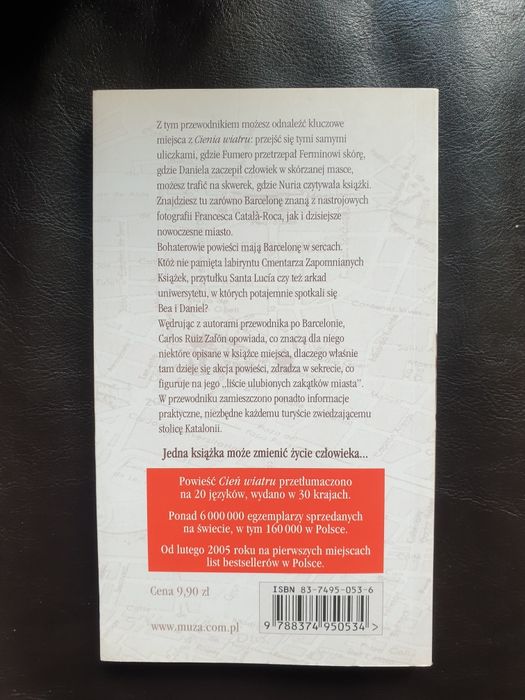 Z tym przewodnikiem możesz odnaleźć kluczowe
miejsca z Cienia wiatru: przejść się tymi samymi
uliczkami, gdzie Fumero przetrzepał Ferminowi skórę,
gdzie Daniela zaczepił człowiek w skórzanej masce,
możesz trafić na skwerek, gdzie Nuria czytywała książki.
Znajdziesz tu zarówno Barcelonę znaną z nastrojowych
fotografii Francesca Català-Roca, jak i dzisiejsze
nowoczesne miasto.
Bohaterowie powieści mają Barcelonę w sercach.
Któż nie pamięta labiryntu Cmentarza Zapomnianych
Książek, przytułku Santa Lucía czy też arkad
uniwersytetu, w których potajemnie spotkali się
Bea i Daniel?
Wędrując z autorami przewodnika po Barcelonie,
Carlos Ruiz Zafón opowiada, co znaczą dla niego
niektóre opisane w książce miejsca, dlaczego właśnie
tam dzieje się akcja powieści, zdradza w sekrecie, co
figuruje na jego „liście ulubionych zakątków miasta”.
W przewodniku zamieszczono ponadto informacje
praktyczne, niezbędne każdemu turyście zwiedzającemu
stolicę Katalonii.
Jedna książka może zmienić życie człowieka...
Powieść Cień wiatru przetłumaczono
na 20 języków, wydano w 30 krajach.
Ponad 6 000 000 egzemplarzy sprzedanych
na świecie, w tym 160 000 w Polsce.
Od lutego 2005 roku na pierwszych miejscach
list bestsellerów w Polsce.
Cena 9,90 zł
www.muza.com.pl
ISBN 83-7495-053-6
9 788374 950534 >